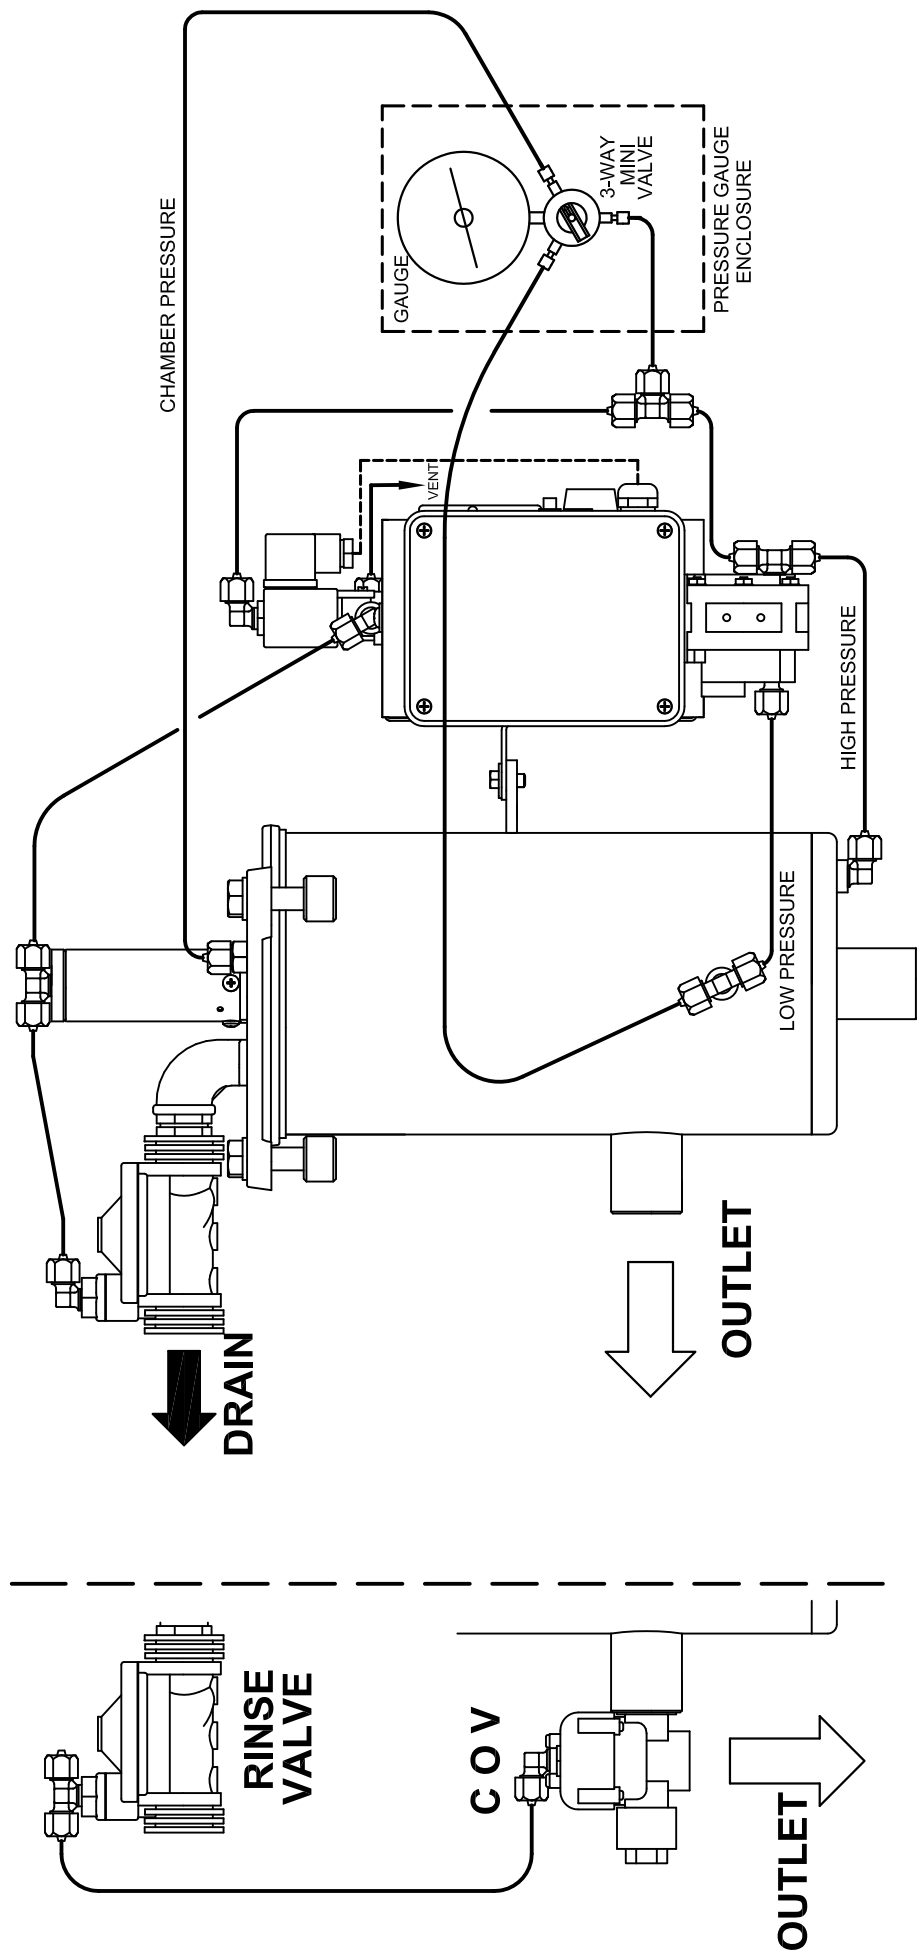 CHAMBER PRESSURE
GAUGE
3-WAY
MINI
VALVE
PRESSURE GAUGE
ENCLOSURE
VENT
HIGH PRESSURE
LOW PRESSURE
DRAIN
OUTLET
RINSE
VALVE
C O V
OUTLET